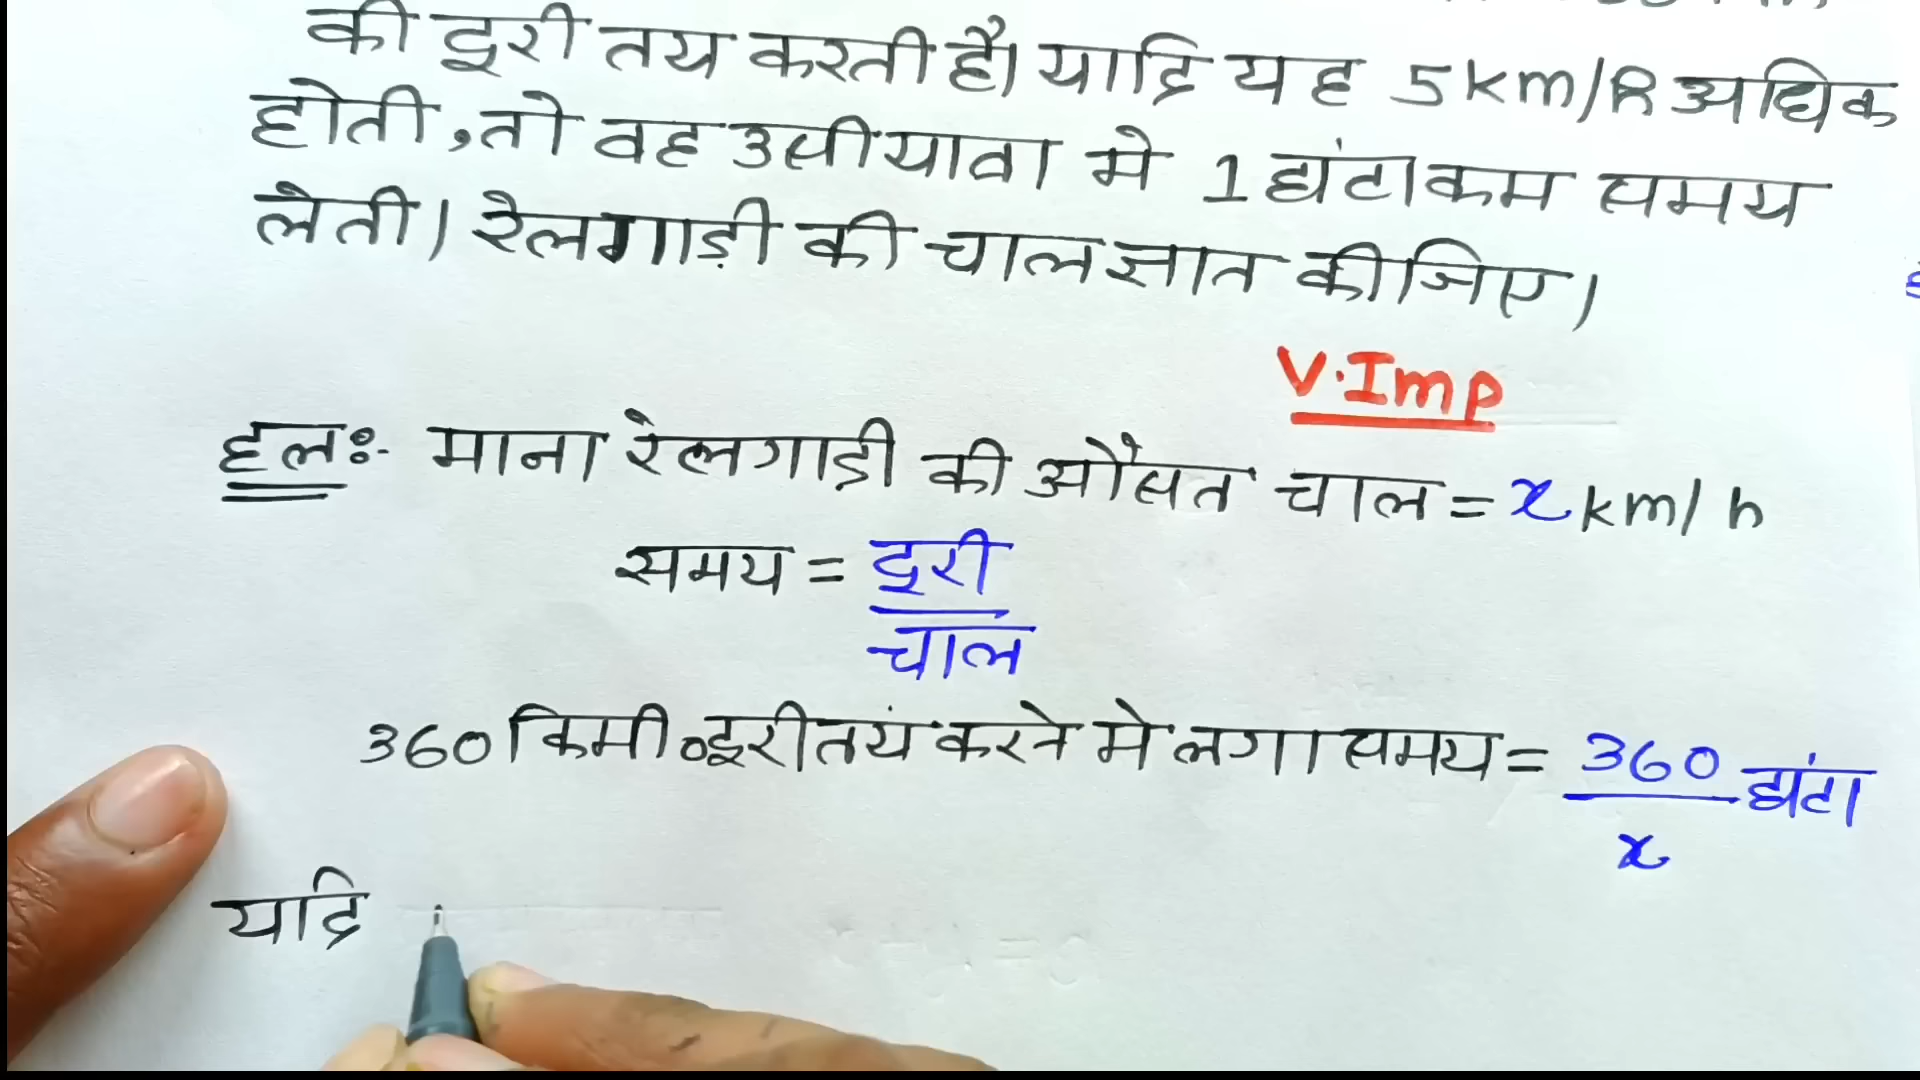 की दूरी तय करती है। यदि यह 5 km/h अधिक
होती, तो वह उसी यात्रा मे 1 घंटा कम समय
लेती। रेलगाड़ी की चाल ज्ञात कीजिए।
V.Imp
हलः- माना रेलगाड़ी की औसत चाल = x km/h
समय = दूरी
चाल
360 किमी० दूरी तयं करने मे लगा समय = 360 घंटा
x
यदि